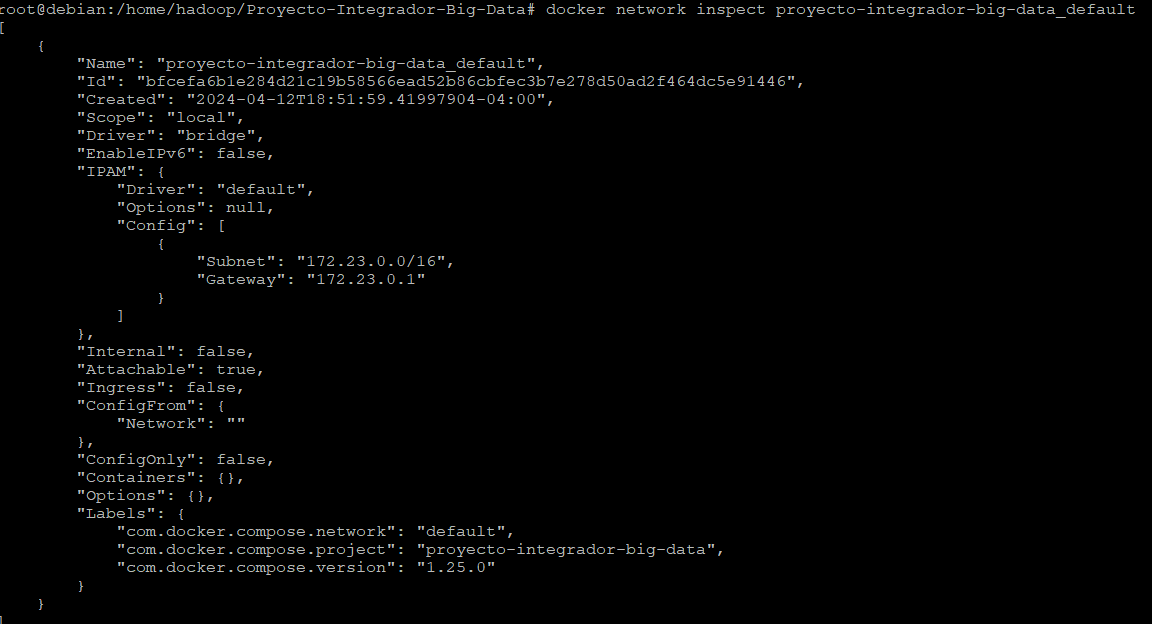 root@debian:/home/hadoop/Proyecto-Integrador-Big-Data# docker network inspect proyecto-integrador-big-data_default
[
    {
        "Name": "proyecto-integrador-big-data_default",
        "Id": "bfcefa6b1e284d21c19b58566ead52b86cbfec3b7e278d50ad2f464dc5e91446",
        "Created": "2024-04-12T18:51:59.41997904-04:00",
        "Scope": "local",
        "Driver": "bridge",
        "EnableIPv6": false,
        "IPAM": {
            "Driver": "default",
            "Options": null,
            "Config": [
                {
                    "Subnet": "172.23.0.0/16",
                    "Gateway": "172.23.0.1"
                }
            ]
        },
        "Internal": false,
        "Attachable": true,
        "Ingress": false,
        "ConfigFrom": {
            "Network": ""
        },
        "ConfigOnly": false,
        "Containers": {},
        "Options": {},
        "Labels": {
            "com.docker.compose.network": "default",
            "com.docker.compose.project": "proyecto-integrador-big-data",
            "com.docker.compose.version": "1.25.0"
        }
    }
]